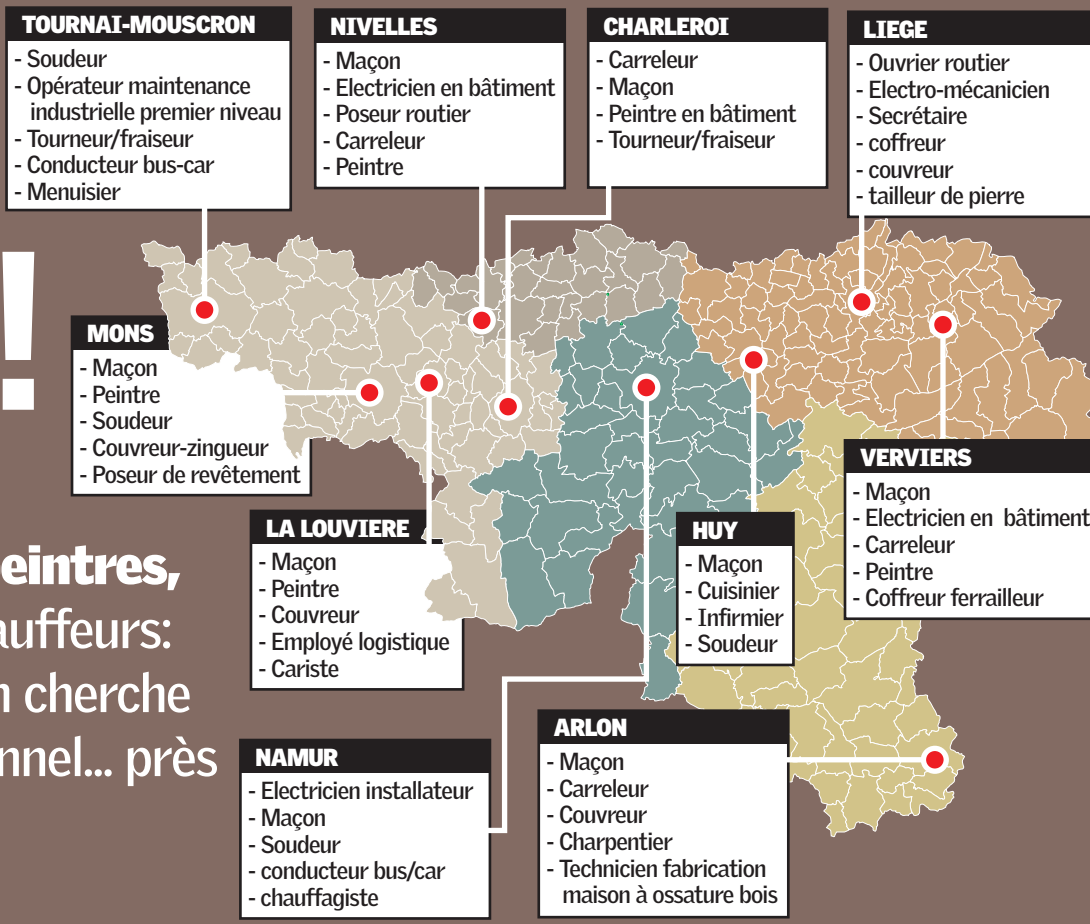 TOURNAI-MOUSCRON
- Soudeur
- Opérateur maintenance
industrielle premier niveau
- Tourneur/fraiseur
- Conducteur bus-car
- Menuisier
NIVELLES
- Maçon
- Electricien en bâtiment
- Poseur routier
- Carreleur
- Peintre
CHARLEROI
- Carreleur
- Maçon
- Peintre en bâtiment
- Tourneur/fraiseur
LIEGE
- Ouvrier routier
- Electro-mécanicien
- Secrétaire
- coffreur
- couvreur
- tailleur de pierre
!
MONS
- Maçon
- Peintre
- Soudeur
- Couvreur-zingueur
- Poseur de revêtement
LA LOUVIERE
- Maçon
- Peintre
- Couvreur
- Employé logistique
- Cariste
HUY
- Maçon
- Cuisinier
- Infirmier
- Soudeur
VERVIERS
- Maçon
- Electricien en bâtiment
- Carreleur
- Peintre
- Coffreur ferrailleur
eintres,
auffeurs:
n cherche
nnel... près
NAMUR
- Electricien installateur
- Maçon
- Soudeur
- conducteur bus/car
- chauffagiste
ARLON
- Maçon
- Carreleur
- Couvreur
- Charpentier
- Technicien fabrication
maison à ossature bois